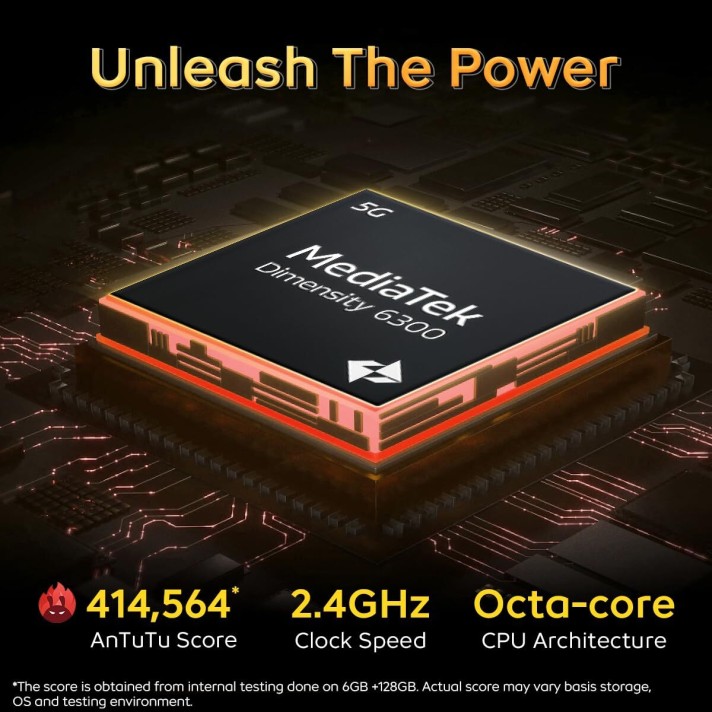 Unleash The Power
5G
MediaTek
Dimensity 6300
414,564*
AnTuTu Score
2.4GHz
Clock Speed
Octa-core
CPU Architecture
*The score is obtained from internal testing done on 6GB +128GB. Actual score may vary basis storage,
OS and testing environment.